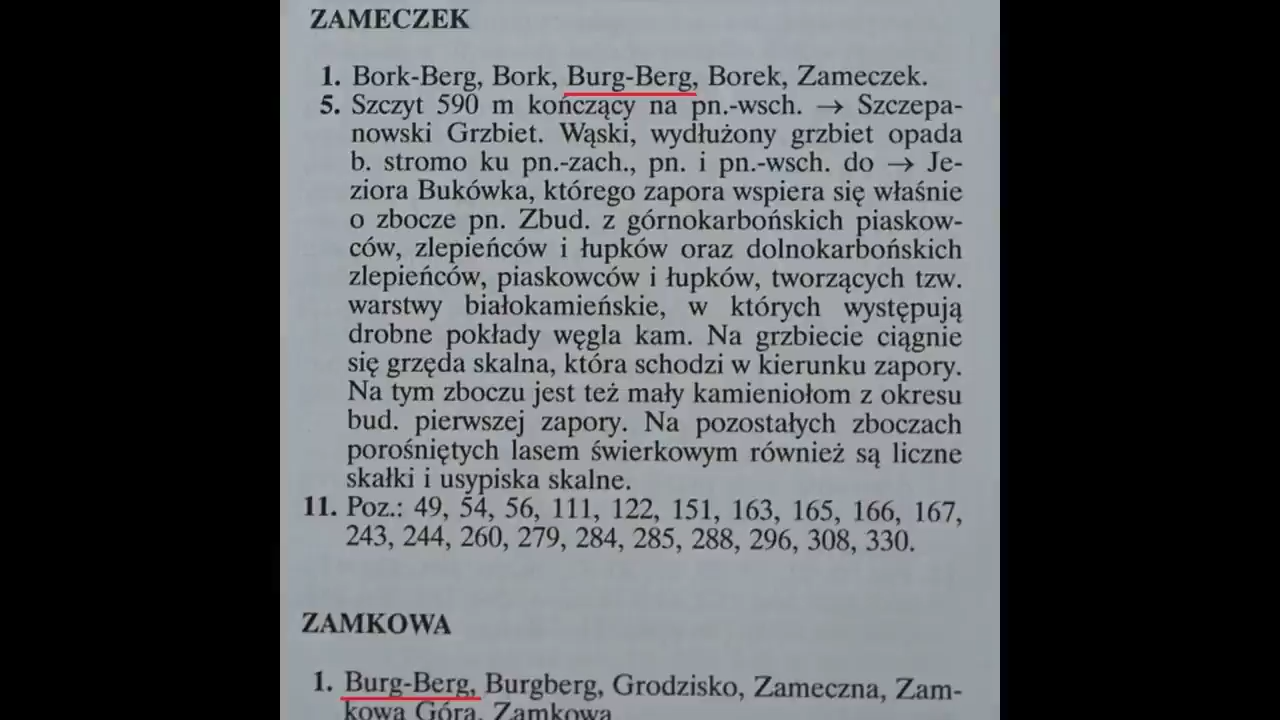 ZAMECZEK
1. Bork-Berg, Bork, Burg-Berg, Borek, Zameczek.
5. Szczyt 590 m kończący na pn.-wsch. → Szczepa-
nowski Grzbiet. Wąski, wydłużony grzbiet opada
b. stromo ku pn.-zach., pn. i pn.-wsch. do → Je-
ziora Bukówka, którego zapora wspiera się właśnie
o zbocze pn. Zbud. z górnokarbońskich piaskow-
ców, zlepieńców i łupków oraz dolnokarbońskich
zlepieńców, piaskowców i łupków, tworzących tzw.
warstwy białokamieńskie, w których występują
drobne pokłady węgla kam. Na grzbiecie ciągnie
się grzęda skalna, która schodzi w kierunku zapory.
Na tym zboczu jest też mały kamieniołom z okresu
bud. pierwszej zapory. Na pozostałych zboczach
porośniętych lasem świerkowym również są liczne
skałki i usypiska skalne.
11. Poz.: 49, 54, 56, 111, 122, 151, 163, 165, 166, 167,
243, 244, 260, 279, 284, 285, 288, 296, 308, 330.
ZAMKOWA
1. Burg-Berg, Burgberg, Grodzisko, Zameczna, Zam-
kowa Góra, Zamkowa